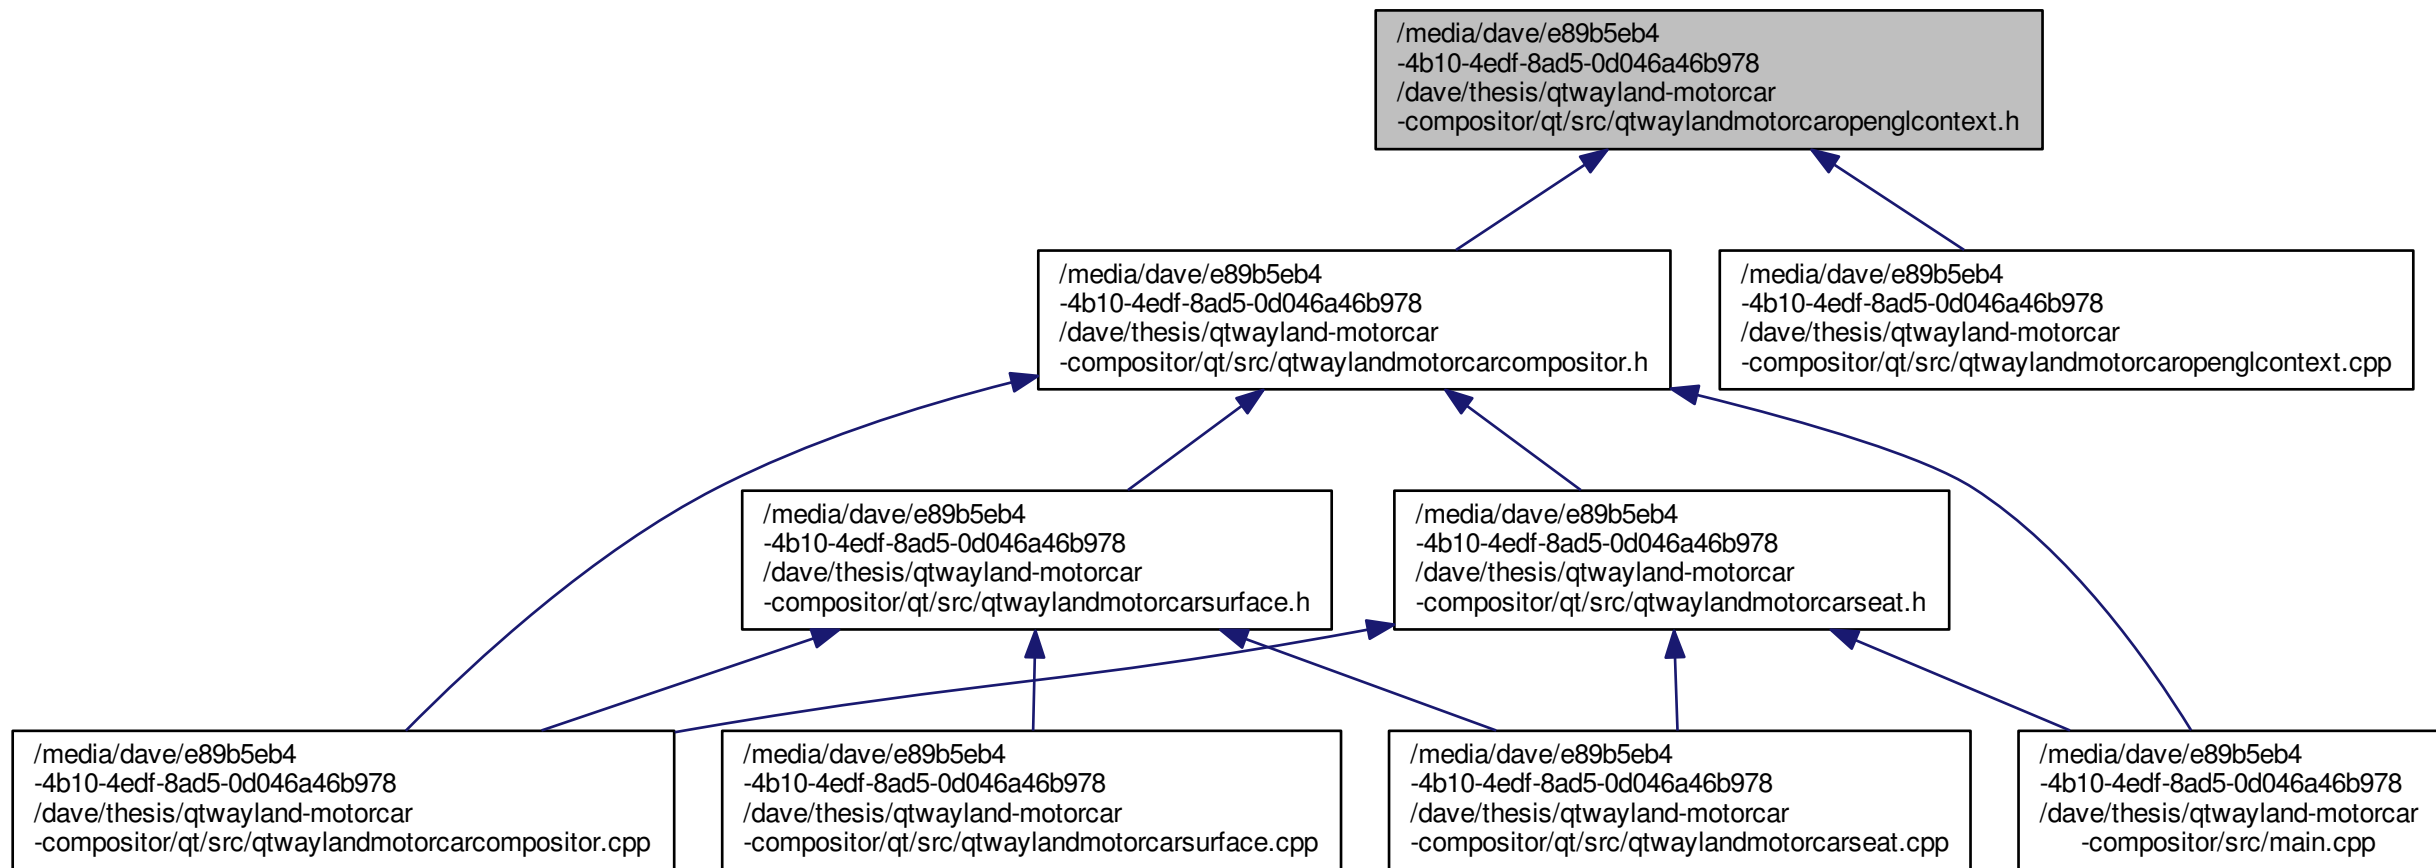 /media/dave/e89b5eb4
-4b10-4edf-8ad5-0d046a46b978
/dave/thesis/qtwayland-motorcar
-compositor/qt/src/qtwaylandmotorcaropenglcontext.h
/media/dave/e89b5eb4
-4b10-4edf-8ad5-0d046a46b978
/dave/thesis/qtwayland-motorcar
-compositor/qt/src/qtwaylandmotorcarcompositor.h
/media/dave/e89b5eb4
-4b10-4edf-8ad5-0d046a46b978
/dave/thesis/qtwayland-motorcar
-compositor/qt/src/qtwaylandmotorcaropenglcontext.cpp
/media/dave/e89b5eb4
-4b10-4edf-8ad5-0d046a46b978
/dave/thesis/qtwayland-motorcar
-compositor/qt/src/qtwaylandmotorcarsurface.h
/media/dave/e89b5eb4
-4b10-4edf-8ad5-0d046a46b978
/dave/thesis/qtwayland-motorcar
-compositor/qt/src/qtwaylandmotorcarseat.h
/media/dave/e89b5eb4
-4b10-4edf-8ad5-0d046a46b978
/dave/thesis/qtwayland-motorcar
-compositor/qt/src/qtwaylandmotorcarcompositor.cpp
/media/dave/e89b5eb4
-4b10-4edf-8ad5-0d046a46b978
/dave/thesis/qtwayland-motorcar
-compositor/qt/src/qtwaylandmotorcarsurface.cpp
/media/dave/e89b5eb4
-4b10-4edf-8ad5-0d046a46b978
/dave/thesis/qtwayland-motorcar
-compositor/qt/src/qtwaylandmotorcarseat.cpp
/media/dave/e89b5eb4
-4b10-4edf-8ad5-0d046a46b978
/dave/thesis/qtwayland-motorcar
-compositor/src/main.cpp